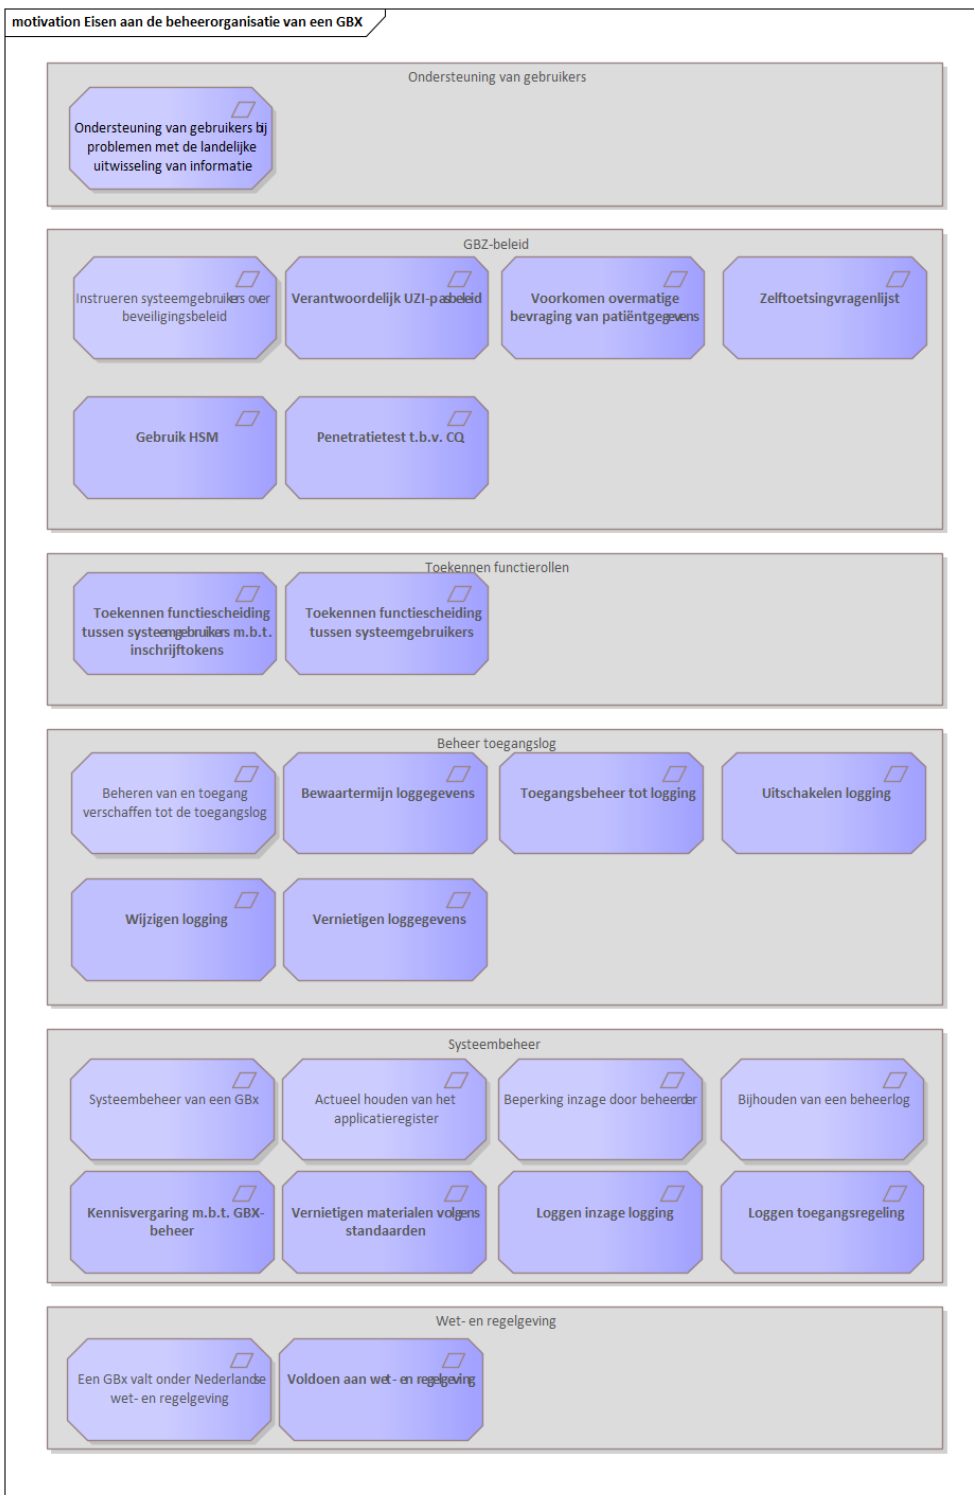 motivation Eisen aan de beheerorganisatie van een GBX
Ondersteuning van gebruikers
Ondersteuning van gebruikers bij
problemen met de landelijke
uitwisseling van informatie
GBZ-beleid
Instrueren systeemgebruikers over
beveiligingsbeleid
Verantwoordelijk UZI-pasbeleid
Voorkomen overmatige
bevraging van patiëntgegevens
Zelftoetsingvragenlijst
Gebruik HSM
Penetratietest t.b.v. CQ
Toekennen functierollen
Toekennen functiescheiding
tussen systeemgebruikers m.b.t.
inschrijftokens
Toekennen functiescheiding
tussen systeemgebruikers
Beheer toegangslog
Beheren van en toegang
verschaffen tot de toegangslog
Bewaartermijn loggegevens
Toegangsbeheer tot logging
Uitschakelen logging
Wijzigen logging
Vernietigen loggegevens
Systeembeheer
Systeembeheer van een GBx
Actueel houden van het
applicatieregister
Beperking inzage door beheerder
Bijhouden van een beheerlog
Kennisvergaring m.b.t. GBX-
beheer
Vernietigen materialen volgens
standaarden
Loggen inzage logging
Loggen toegangsregeling
Wet- en regelgeving
Een GBx valt onder Nederlandse
wet- en regelgeving
Voldoen aan wet- en regelgeving